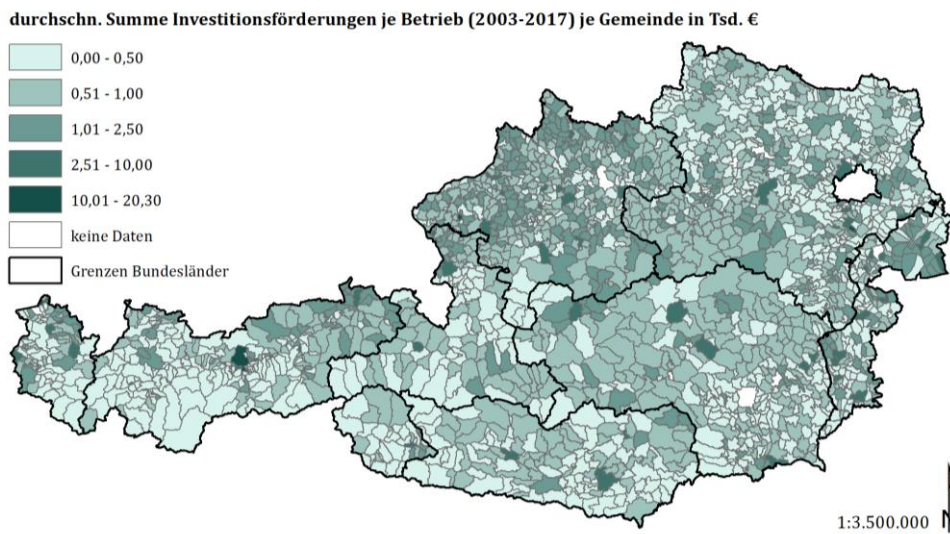 durchschn. Summe Investitionsförderungen je Betrieb (2003-2017) je Gemeinde in Tsd. €
0,00 - 0,50
0,51 - 1,00
1,01 - 2,50
2,51 - 10,00
10,01 - 20,30
keine Daten
Grenzen Bundesländer
1:3.500.000
N